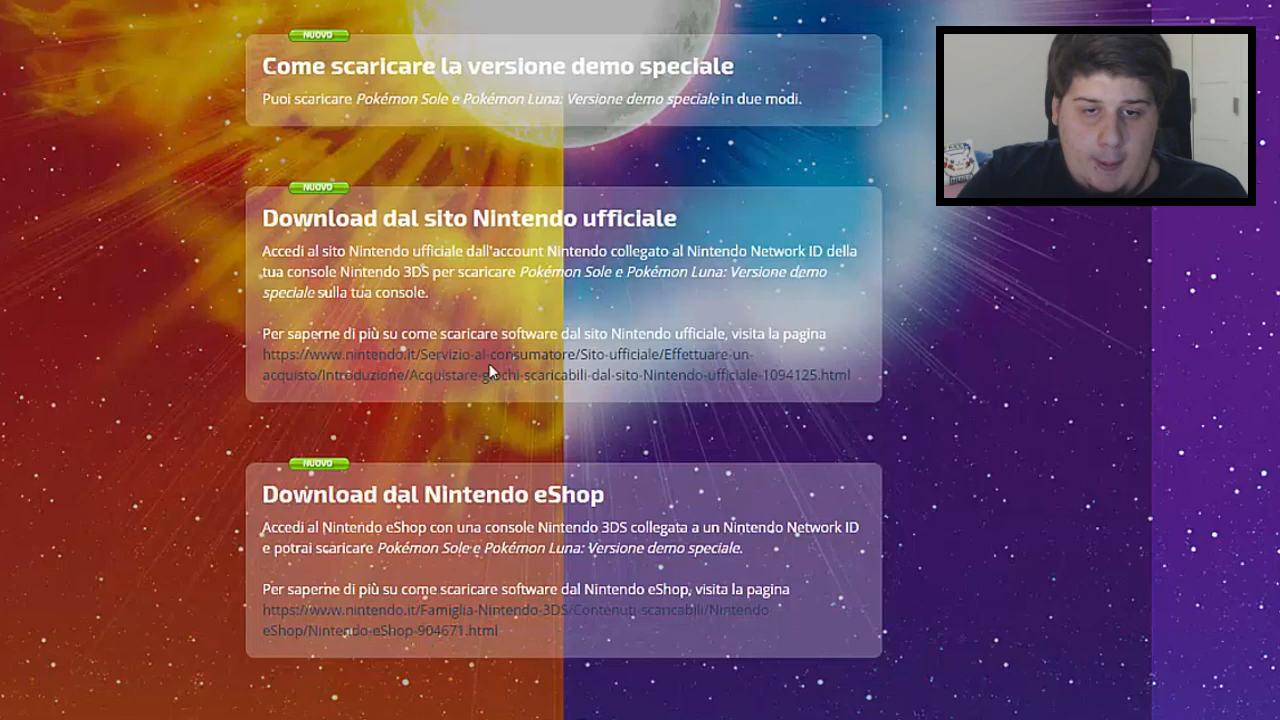 NUOVO
Come scaricare la versione demo speciale
Puoi scaricare Pokémon Sole e Pokémon Luna: Versione demo speciale in due modi.
NUOVO
Download dal sito Nintendo ufficiale
Accedi al sito Nintendo ufficiale dall'account Nintendo collegato al Nintendo Network ID della
tua console Nintendo 3DS per scaricare Pokémon Sole e Pokémon Luna: Versione demo
speciale sulla tua console.
Per saperne di più su come scaricare software dal sito Nintendo ufficiale, visita la pagina
https://www.nintendo.it/Servizio-al-consumatore/Sito-ufficiale/Effettuare-un-
acquisto/Introduzione/Acquistare-giochi-scaricabili-dal-sito-Nintendo-ufficiale-1094125.html
NUOVO
Download dal Nintendo eShop
Accedi al Nintendo eShop con una console Nintendo 3DS collegata a un Nintendo Network ID
e potrai scaricare Pokémon Sole e Pokémon Luna: Versione demo speciale.
Per saperne di più su come scaricare software dal Nintendo eShop, visita la pagina
https://www.nintendo.it/Famiglia-Nintendo-3DS/Contenuti-scaricabili/Nintendo-
eShop/Nintendo-eShop-904671.html